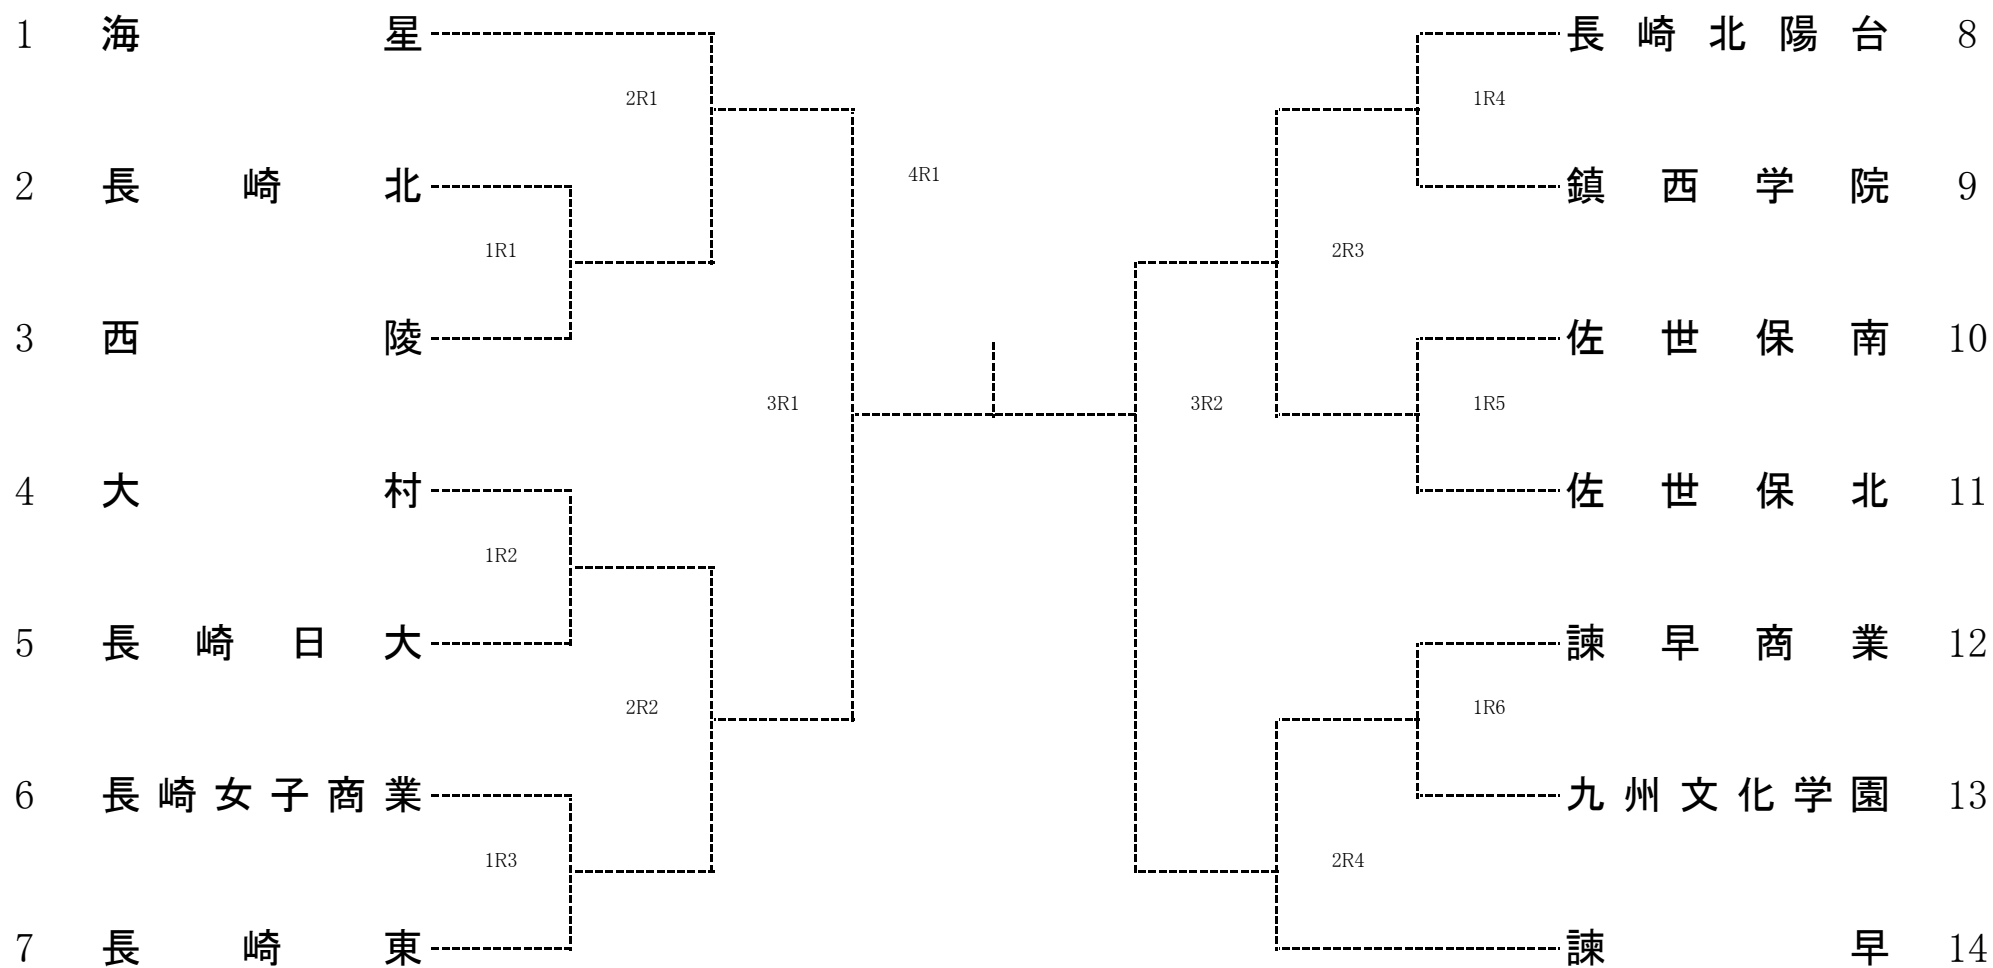 1 海星 長崎北陽台 8
2R1 1R4
4R1
2 長崎北 鎮西学院 9
1R1 2R3
3 西陵 佐世保南 10
3R1 3R2 1R5
4 大村 佐世保北 11
1R2
5 長崎日大 諫早商業 12
2R2 1R6
6 長崎女子商業 九州文化学園 13
1R3 2R4
7 長崎東 諫早 14